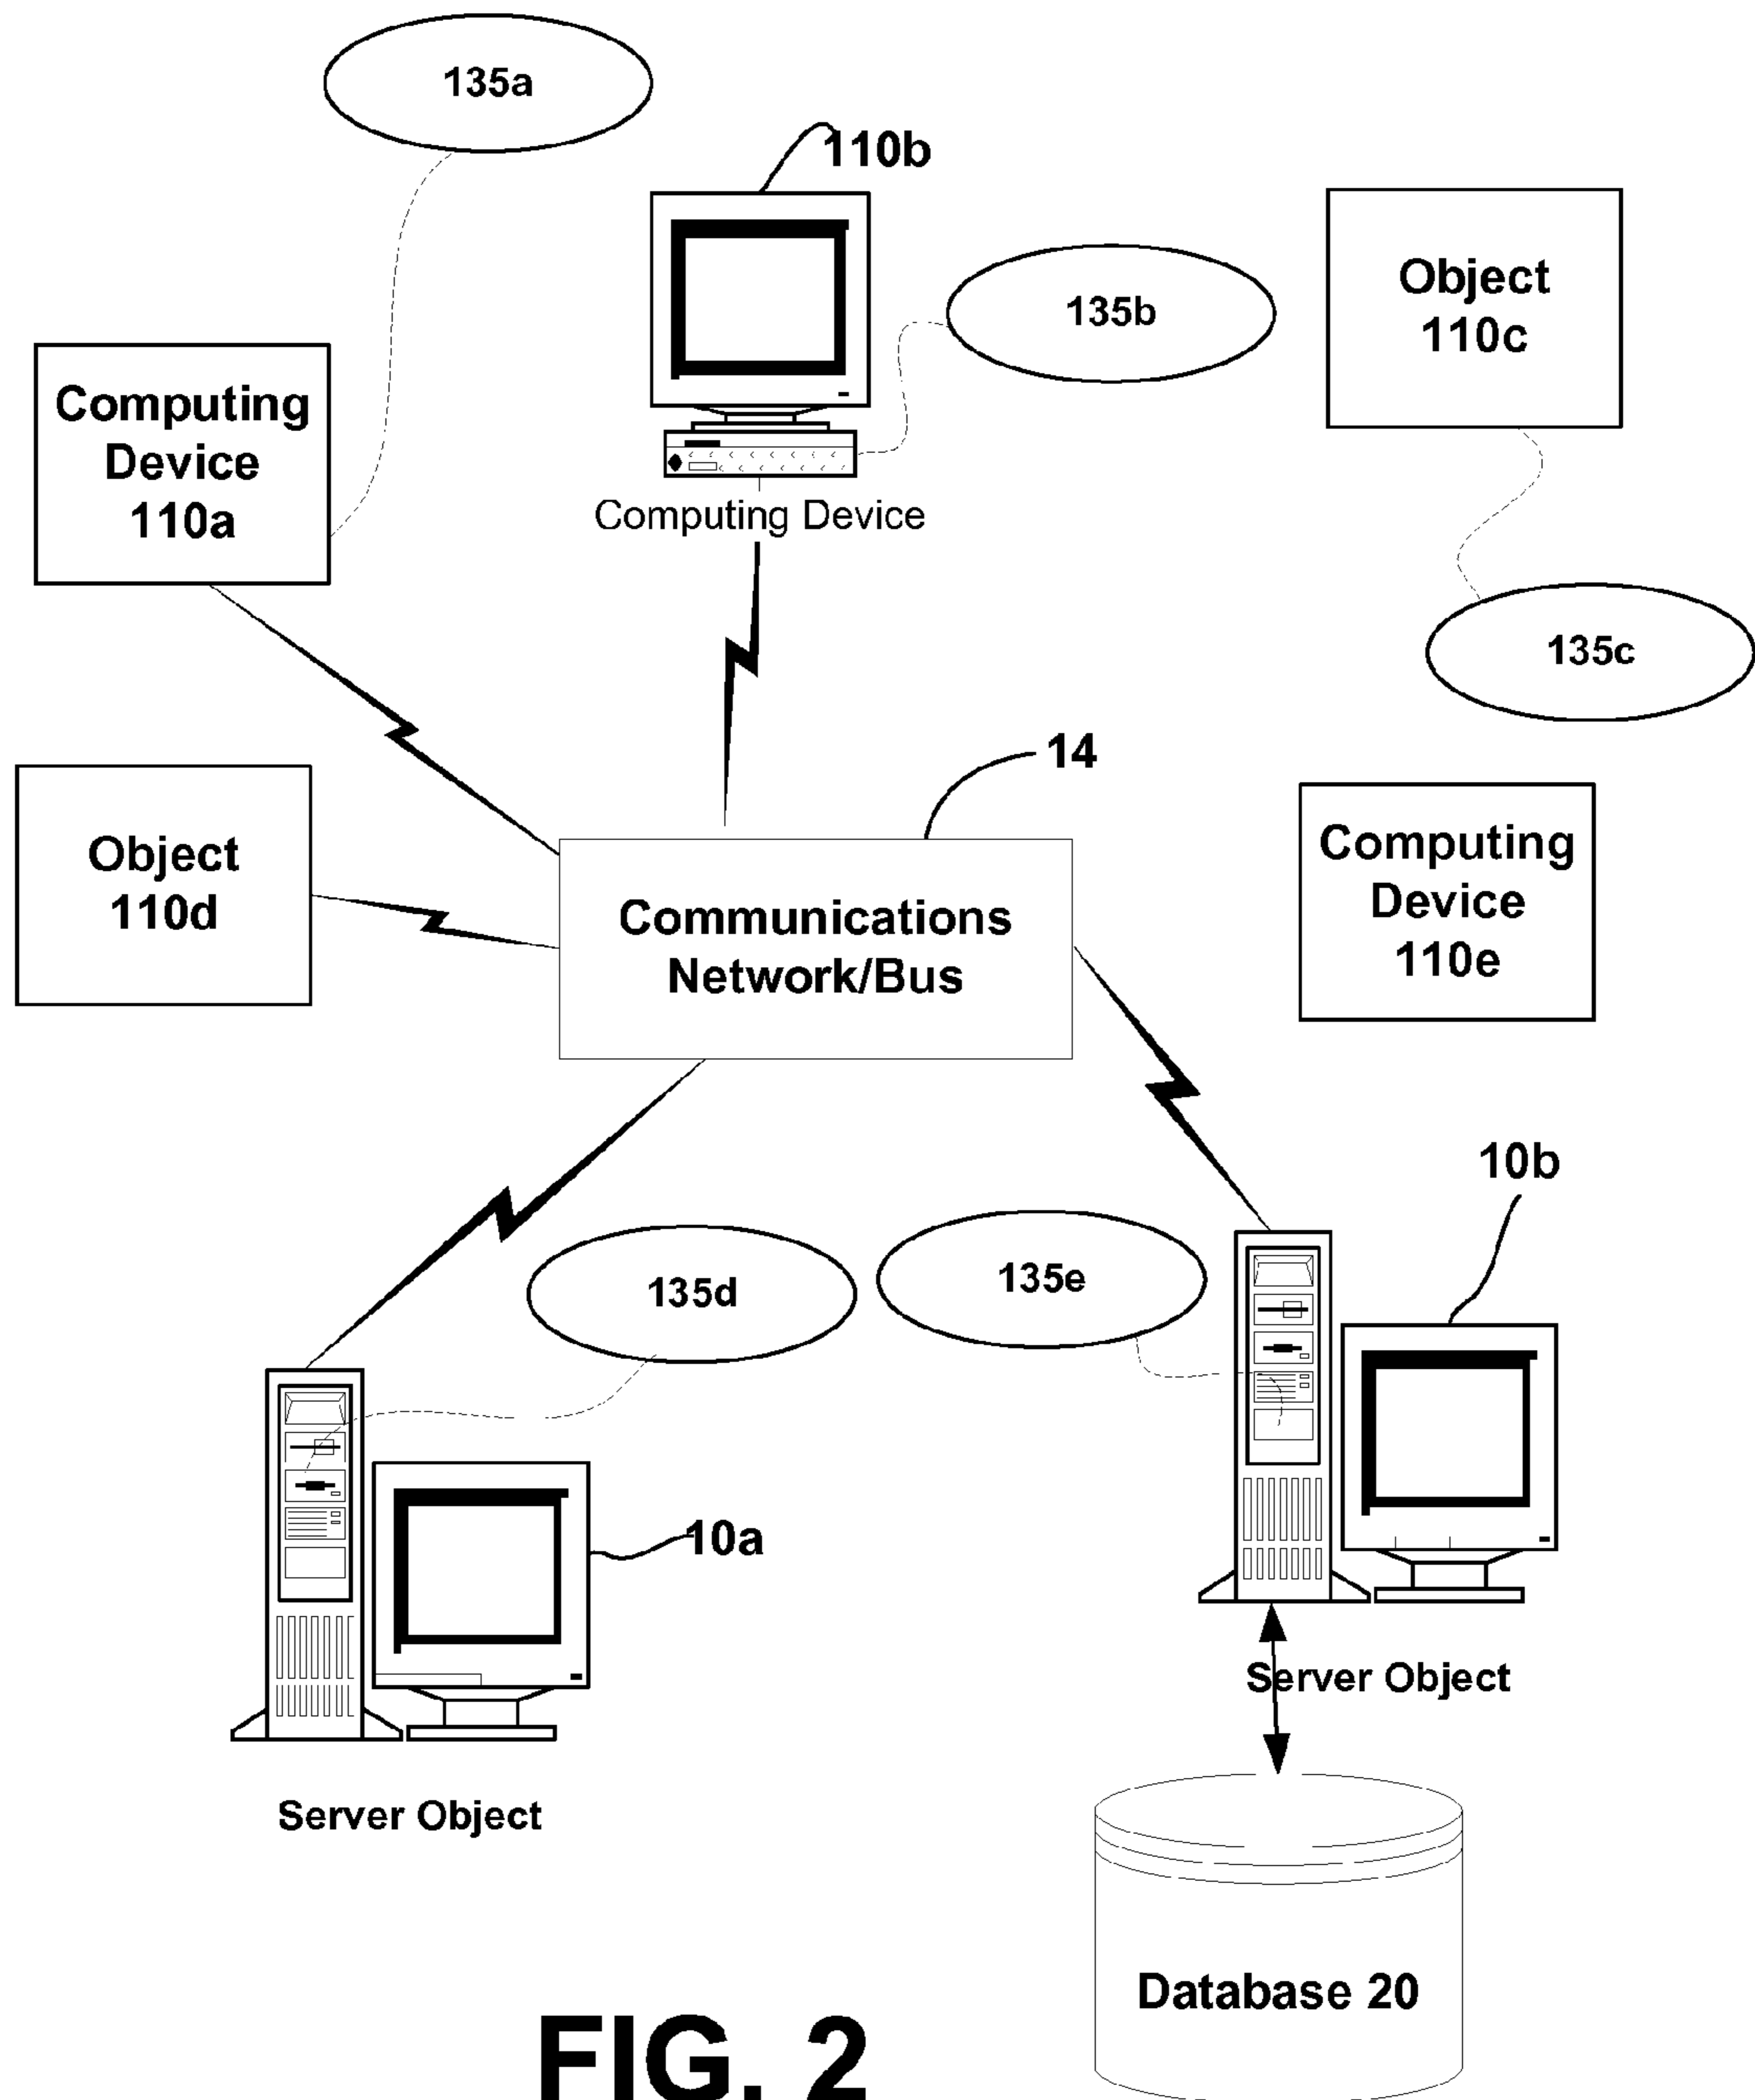 135a
110b
135b
Object
110c
Computing
Device
110a
Computing Device
135c
14
Object
110d
Communications
Network/Bus
Computing
Device
110e
10b
135d
135e
10a
Server Object
Server Object
Database 20
FIG. 2